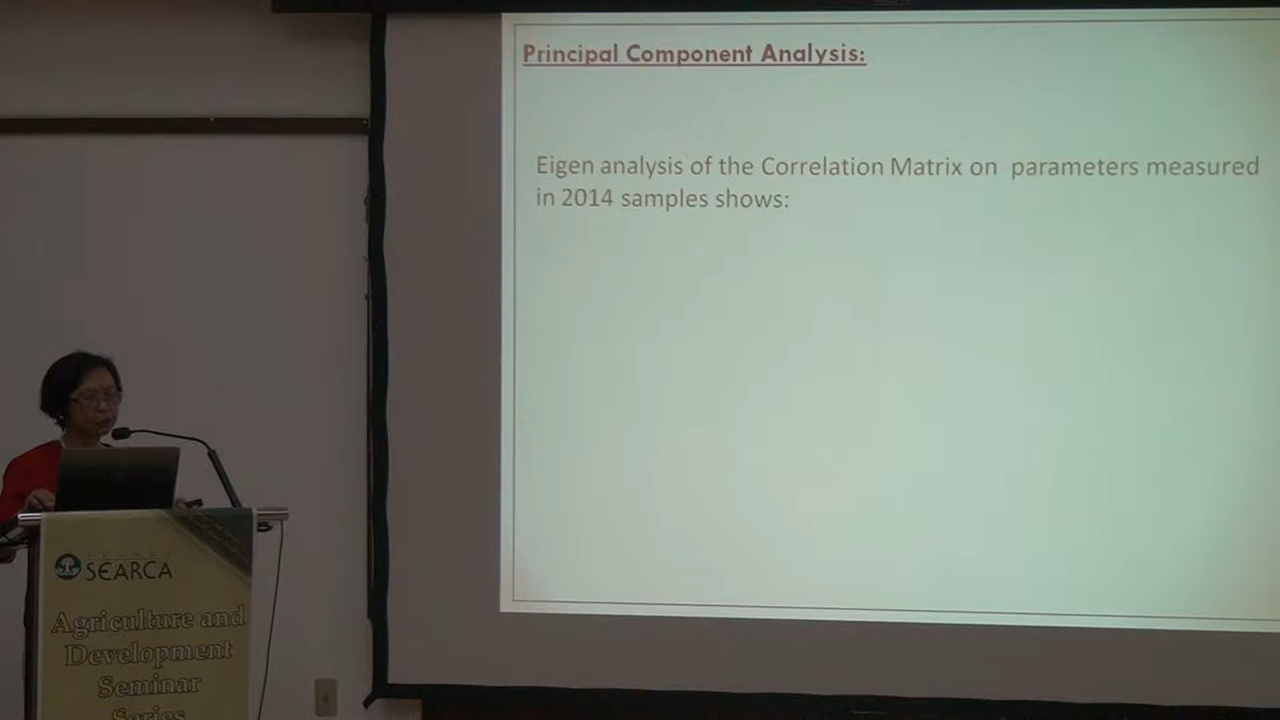 Principal Component Analysis:
Eigen analysis of the Correlation Matrix on parameters measured
in 2014 samples shows:
SEARCA
Agriculture and
Development
Seminar
Series